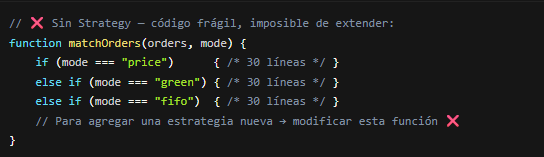 // ❌ Sin Strategy — código frágil, imposible de extender:
function matchOrders(orders, mode) {
    if (mode === "price")      { /* 30 líneas */ }
    else if (mode === "green") { /* 30 líneas */ }
    else if (mode === "fifo")  { /* 30 líneas */ }
    // Para agregar una estrategia nueva → modificar esta función ❌
}